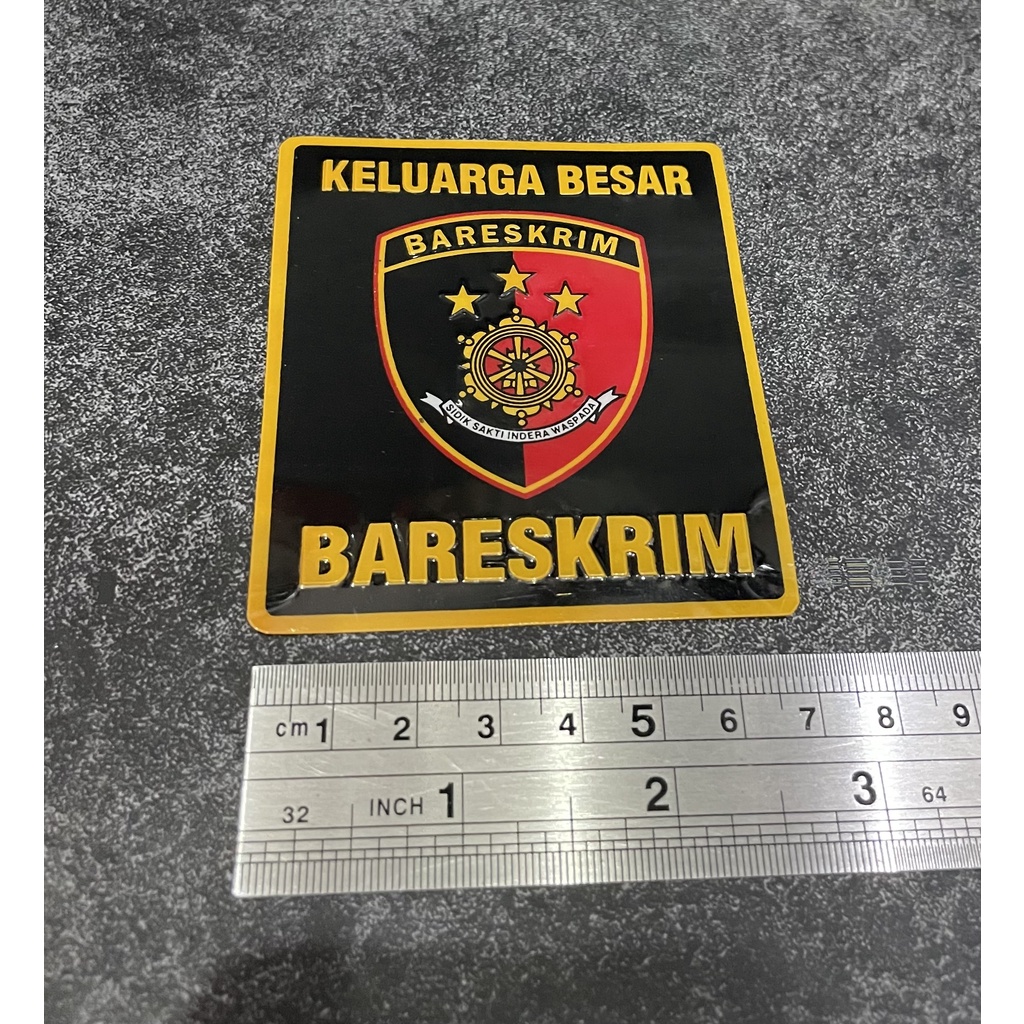 KELUARGA BESAR
BARESKRIM
SIDIK SAKTI INDERA WASPADA
BARESKRIM
cm 1 2 3 4 5 6 7 8 9
32 INCH 1 2 3 64